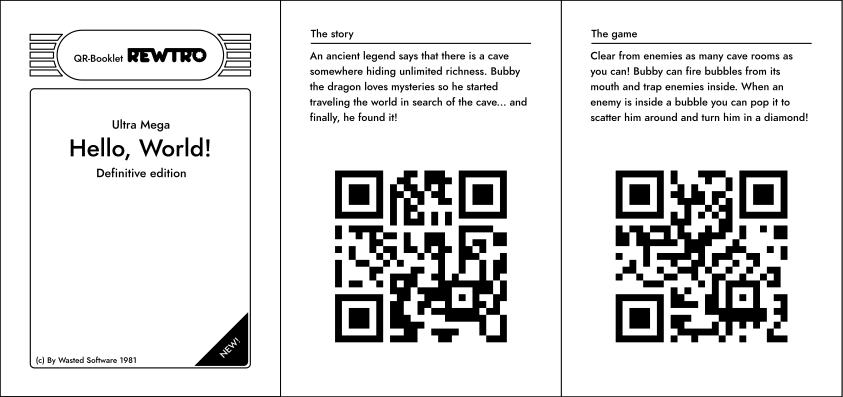 QR-Booklet REWTRO
Ultra Mega
Hello, World!
Definitive edition
(c) By Wasted Software 1981
NEW!
The story
An ancient legend says that there is a cave
somewhere hiding unlimited richness. Bubby
the dragon loves mysteries so he started
traveling the world in search of the cave... and
finally, he found it!
The game
Clear from enemies as many cave rooms as
you can! Bubby can fire bubbles from its
mouth and trap enemies inside. When an
enemy is inside a bubble you can pop it to
scatter him around and turn him in a diamond!